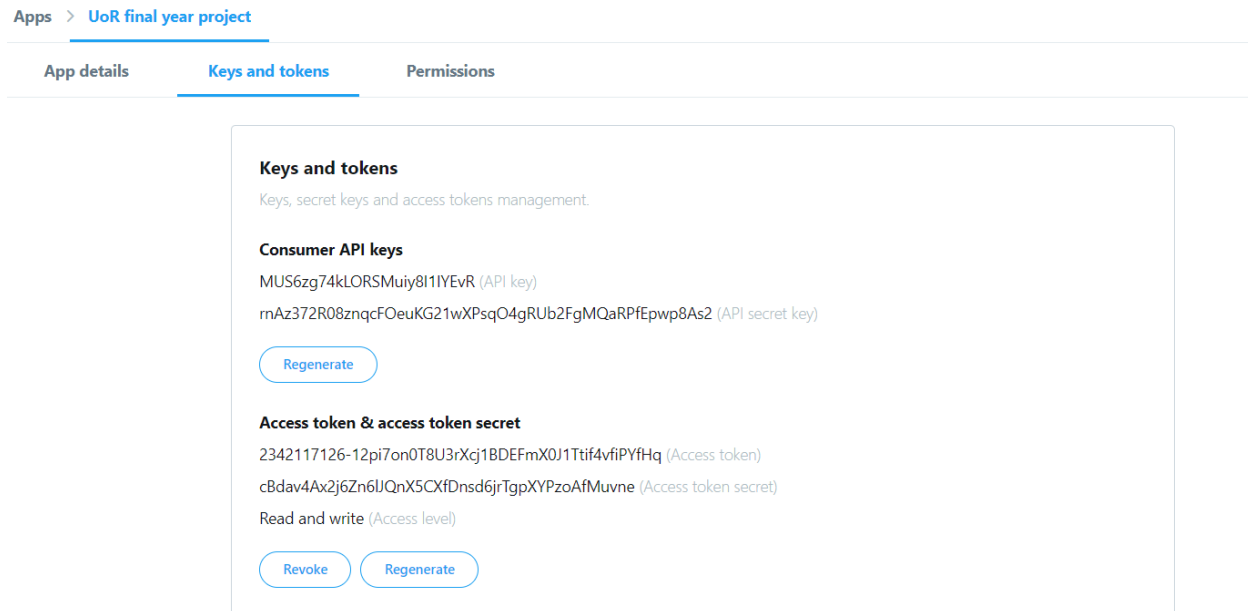 Apps > UoR final year project
App details Keys and tokens Permissions
Keys and tokens
Keys, secret keys and access tokens management.
Consumer API keys
MUS6zg74kLORSMuiy8I1IYEvR (API key)
rnAz372R08znqcFOeuKG21wXPsqO4gRUb2FgMQaRPfEpwp8As2 (API secret key)
Regenerate
Access token & access token secret
2342117126-12pi7on0T8U3rXcj1BDEFmX0J1Ttif4vfiPYfHq (Access token)
cBdav4Ax2j6Zn6lJQnX5CXfDnsd6jrTgpXYPzoAfMuvne (Access token secret)
Read and write (Access level)
Revoke Regenerate